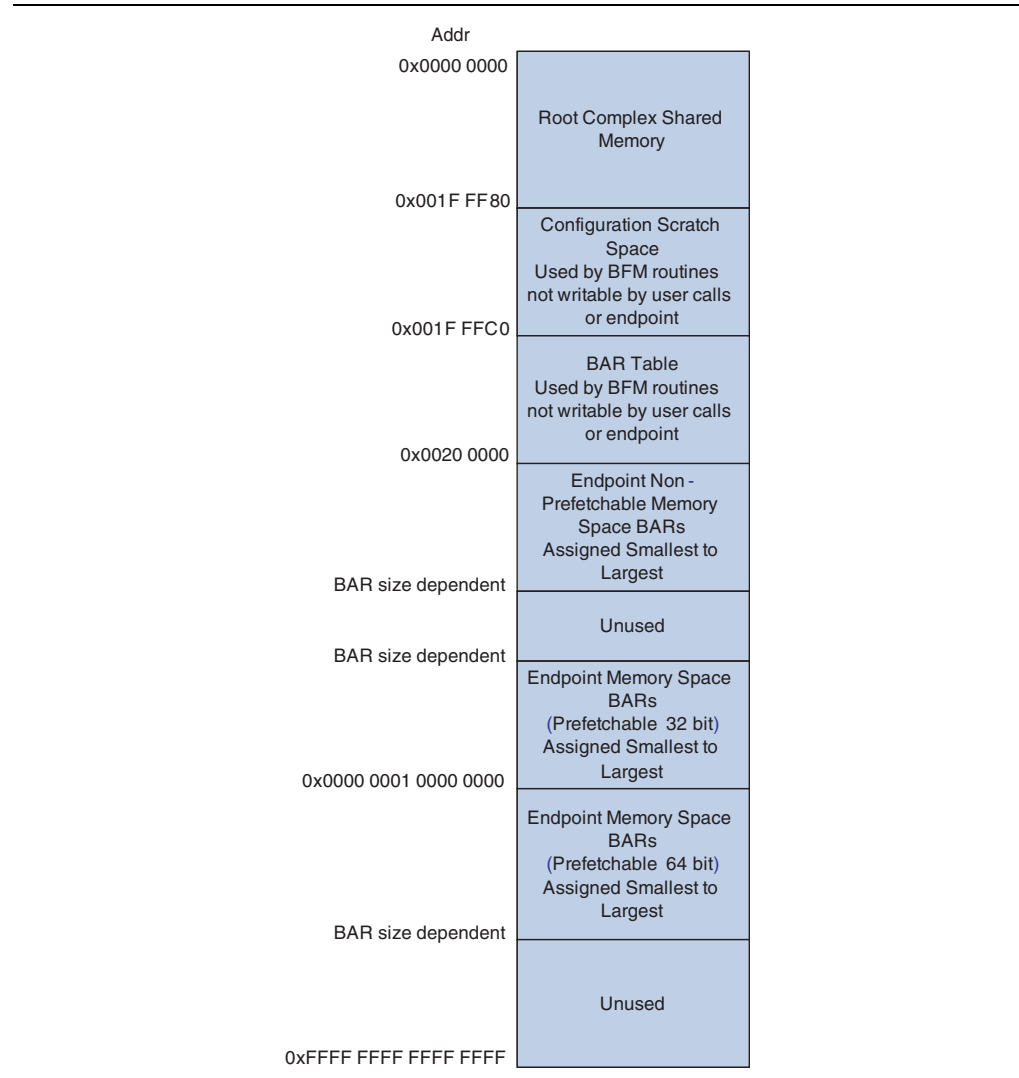 Addr
0x0000 0000
Root Complex Shared
Memory
0x001F FF80
Configuration Scratch
Space
Used by BFM routines
not writable by user calls
or endpoint
0x001F FFC0
BAR Table
Used by BFM routines
not writable by user calls
or endpoint
0x0020 0000
Endpoint Non -
Prefetchable Memory
Space BARs
Assigned Smallest to
Largest
BAR size dependent
Unused
BAR size dependent
Endpoint Memory Space
BARs
(Prefetchable 32 bit)
Assigned Smallest to
Largest
0x0000 0001 0000 0000
Endpoint Memory Space
BARs
(Prefetchable 64 bit)
Assigned Smallest to
Largest
BAR size dependent
Unused
0xFFFF FFFF FFFF FFFF